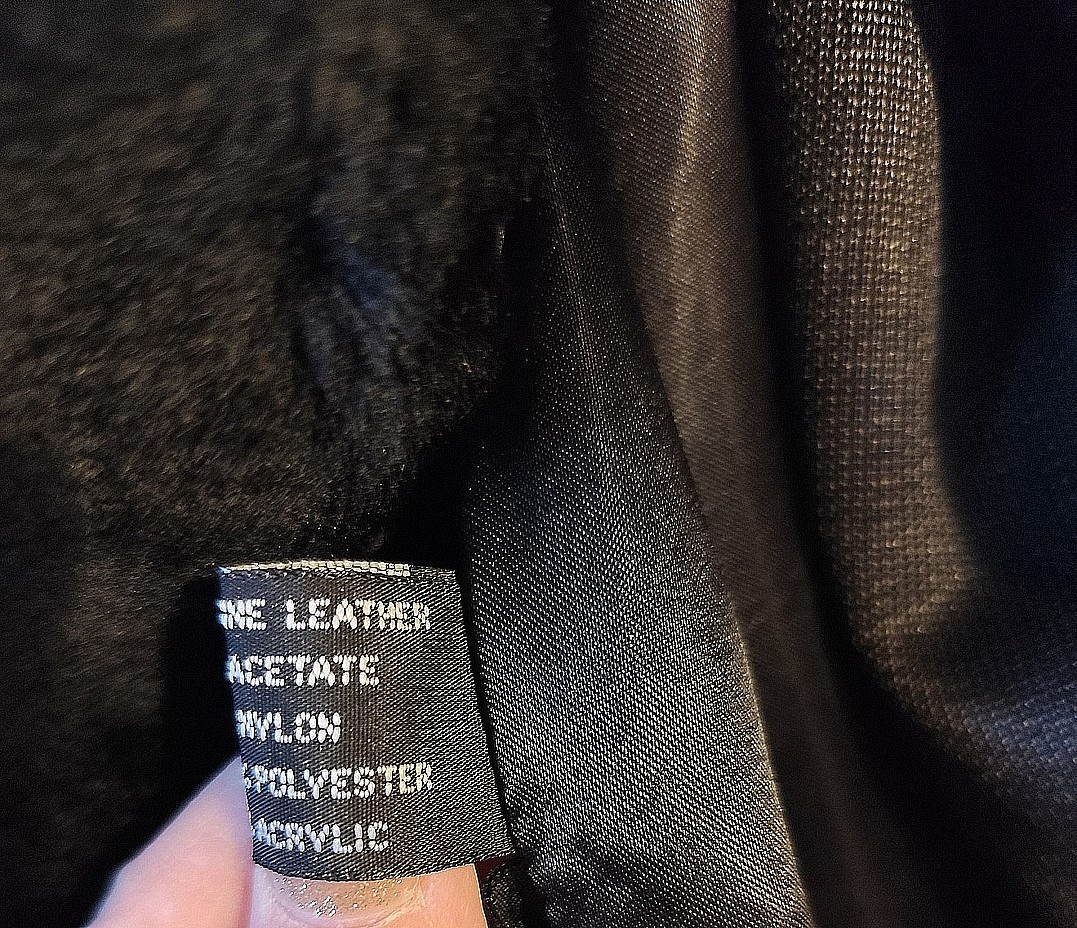 INE LEATHER
ACETATE
NYLON
%POLYESTER
ACRYLIC